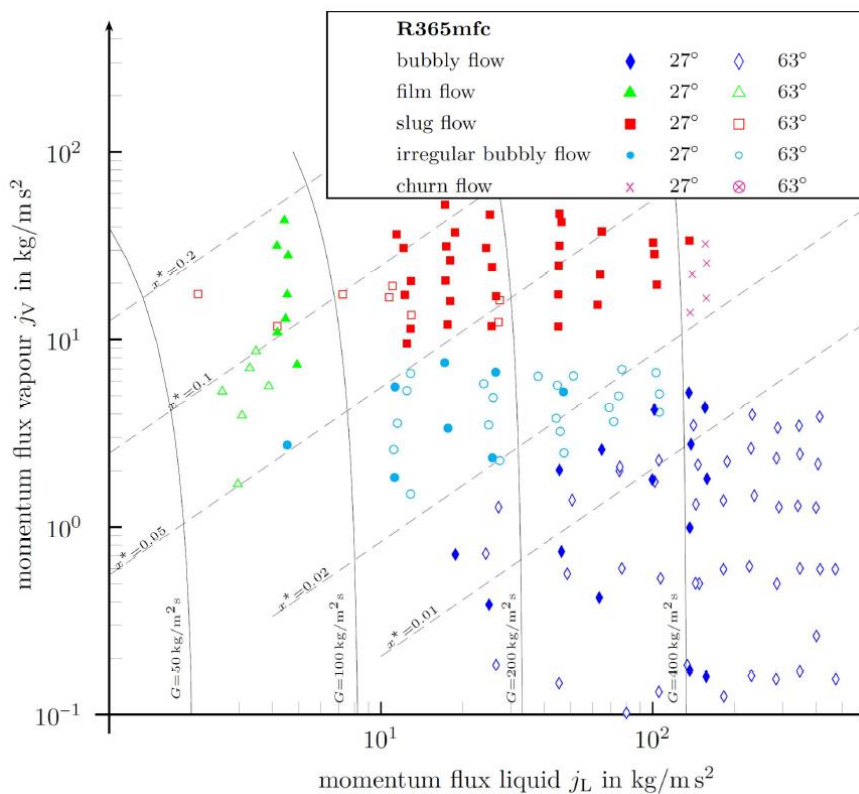 R365mfc
bubbly flow 27° 63°
film flow 27° 63°
slug flow 27° 63°
irregular bubbly flow 27° 63°
churn flow 27° 63°
momentum flux vapour jV in kg/m s²
10²
10¹
10⁰
10⁻¹
x*=0.2
x*=0.1
x*=0.05
x*=0.02
x*=0.01
G=50 kg/m²s
G=100 kg/m²s
G=200 kg/m²s
G=400 kg/m²s
10¹
10²
momentum flux liquid jL in kg/m s²